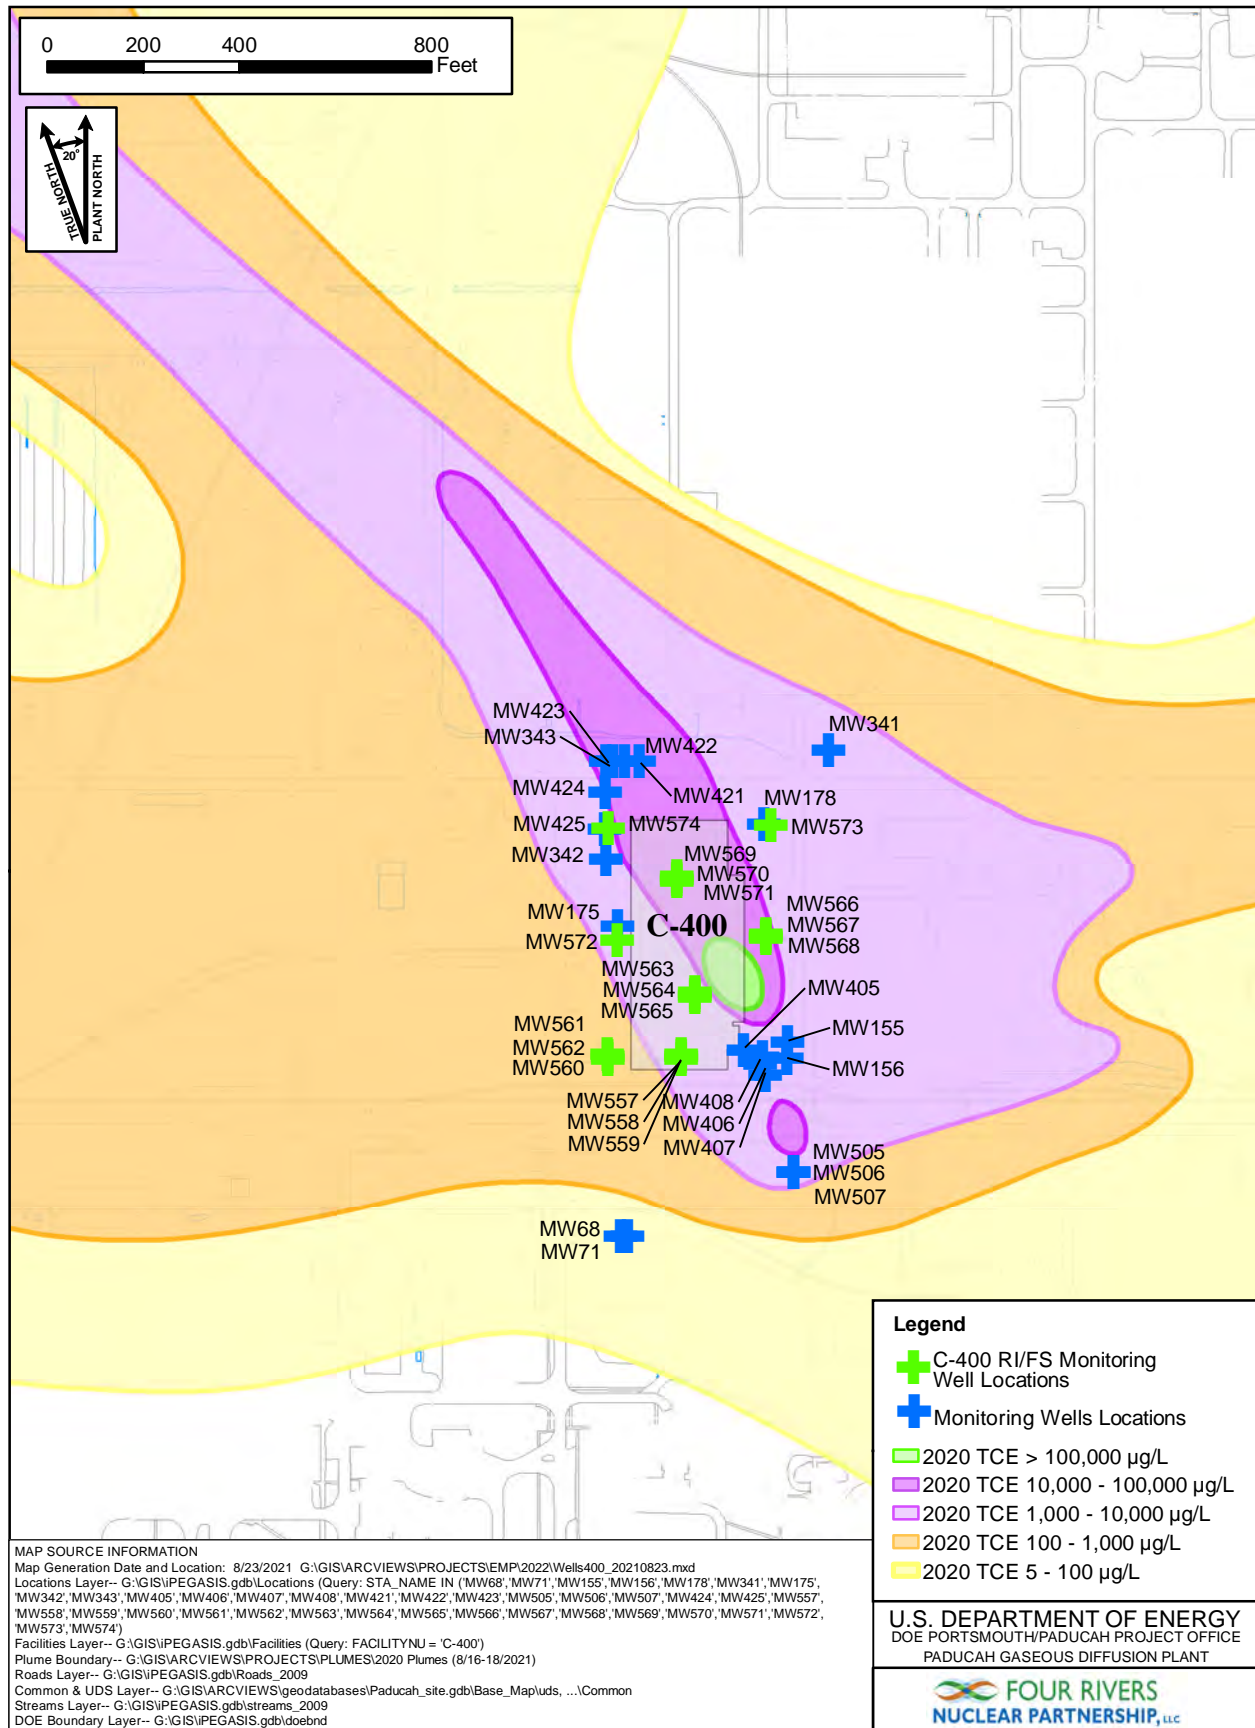 0 200 400 800
Feet
20°
TRUE NORTH
PLANT NORTH
MW423
MW343
MW422
MW341
MW424
MW421
MW178
MW425
MW574
MW573
MW342
MW569
MW570
MW571
MW175
C-400
MW566
MW567
MW568
MW572
MW563
MW564
MW565
MW405
MW561
MW562
MW560
MW155
MW156
MW557
MW558
MW559
MW408
MW406
MW407
MW505
MW506
MW507
MW68
MW71
Legend
C-400 RI/FS Monitoring
Well Locations
Monitoring Wells Locations
2020 TCE > 100,000 µg/L
2020 TCE 10,000 - 100,000 µg/L
2020 TCE 1,000 - 10,000 µg/L
2020 TCE 100 - 1,000 µg/L
2020 TCE 5 - 100 µg/L
MAP SOURCE INFORMATION
Map Generation Date and Location: 8/23/2021 G:\GIS\ARCVIEWS\PROJECTS\EMP\2022\Wells400_20210823.mxd
Locations Layer-- G:\GIS\iPEGASIS.gdb\Locations (Query: STA_NAME IN ('MW68','MW71','MW155','MW156','MW178','MW341','MW175',
'MW342','MW343','MW405','MW406','MW407','MW408','MW421','MW422','MW423','MW505','MW506','MW507','MW424','MW425','MW557',
'MW558','MW559','MW560','MW561','MW562','MW563','MW564','MW565','MW566','MW567','MW568','MW569','MW570','MW571','MW572',
'MW573','MW574')
Facilities Layer-- G:\GIS\iPEGASIS.gdb\Facilities (Query: FACILITYNU = 'C-400')
Plume Boundary-- G:\GIS\ARCVIEWS\PROJECTS\PLUMES\2020 Plumes (8/16-18/2021)
Roads Layer-- G:\GIS\iPEGASIS.gdb\Roads_2009
Common & UDS Layer-- G:\GIS\ARCVIEWS\geodatabases\Paducah_site.gdb\Base_Map\uds, ...\Common
Streams Layer-- G:\GIS\iPEGASIS.gdb\streams_2009
DOE Boundary Layer-- G:\GIS\iPEGASIS.gdb\doebnd
U.S. DEPARTMENT OF ENERGY
DOE PORTSMOUTH/PADUCAH PROJECT OFFICE
PADUCAH GASEOUS DIFFUSION PLANT
FOUR RIVERS
NUCLEAR PARTNERSHIP, LLC